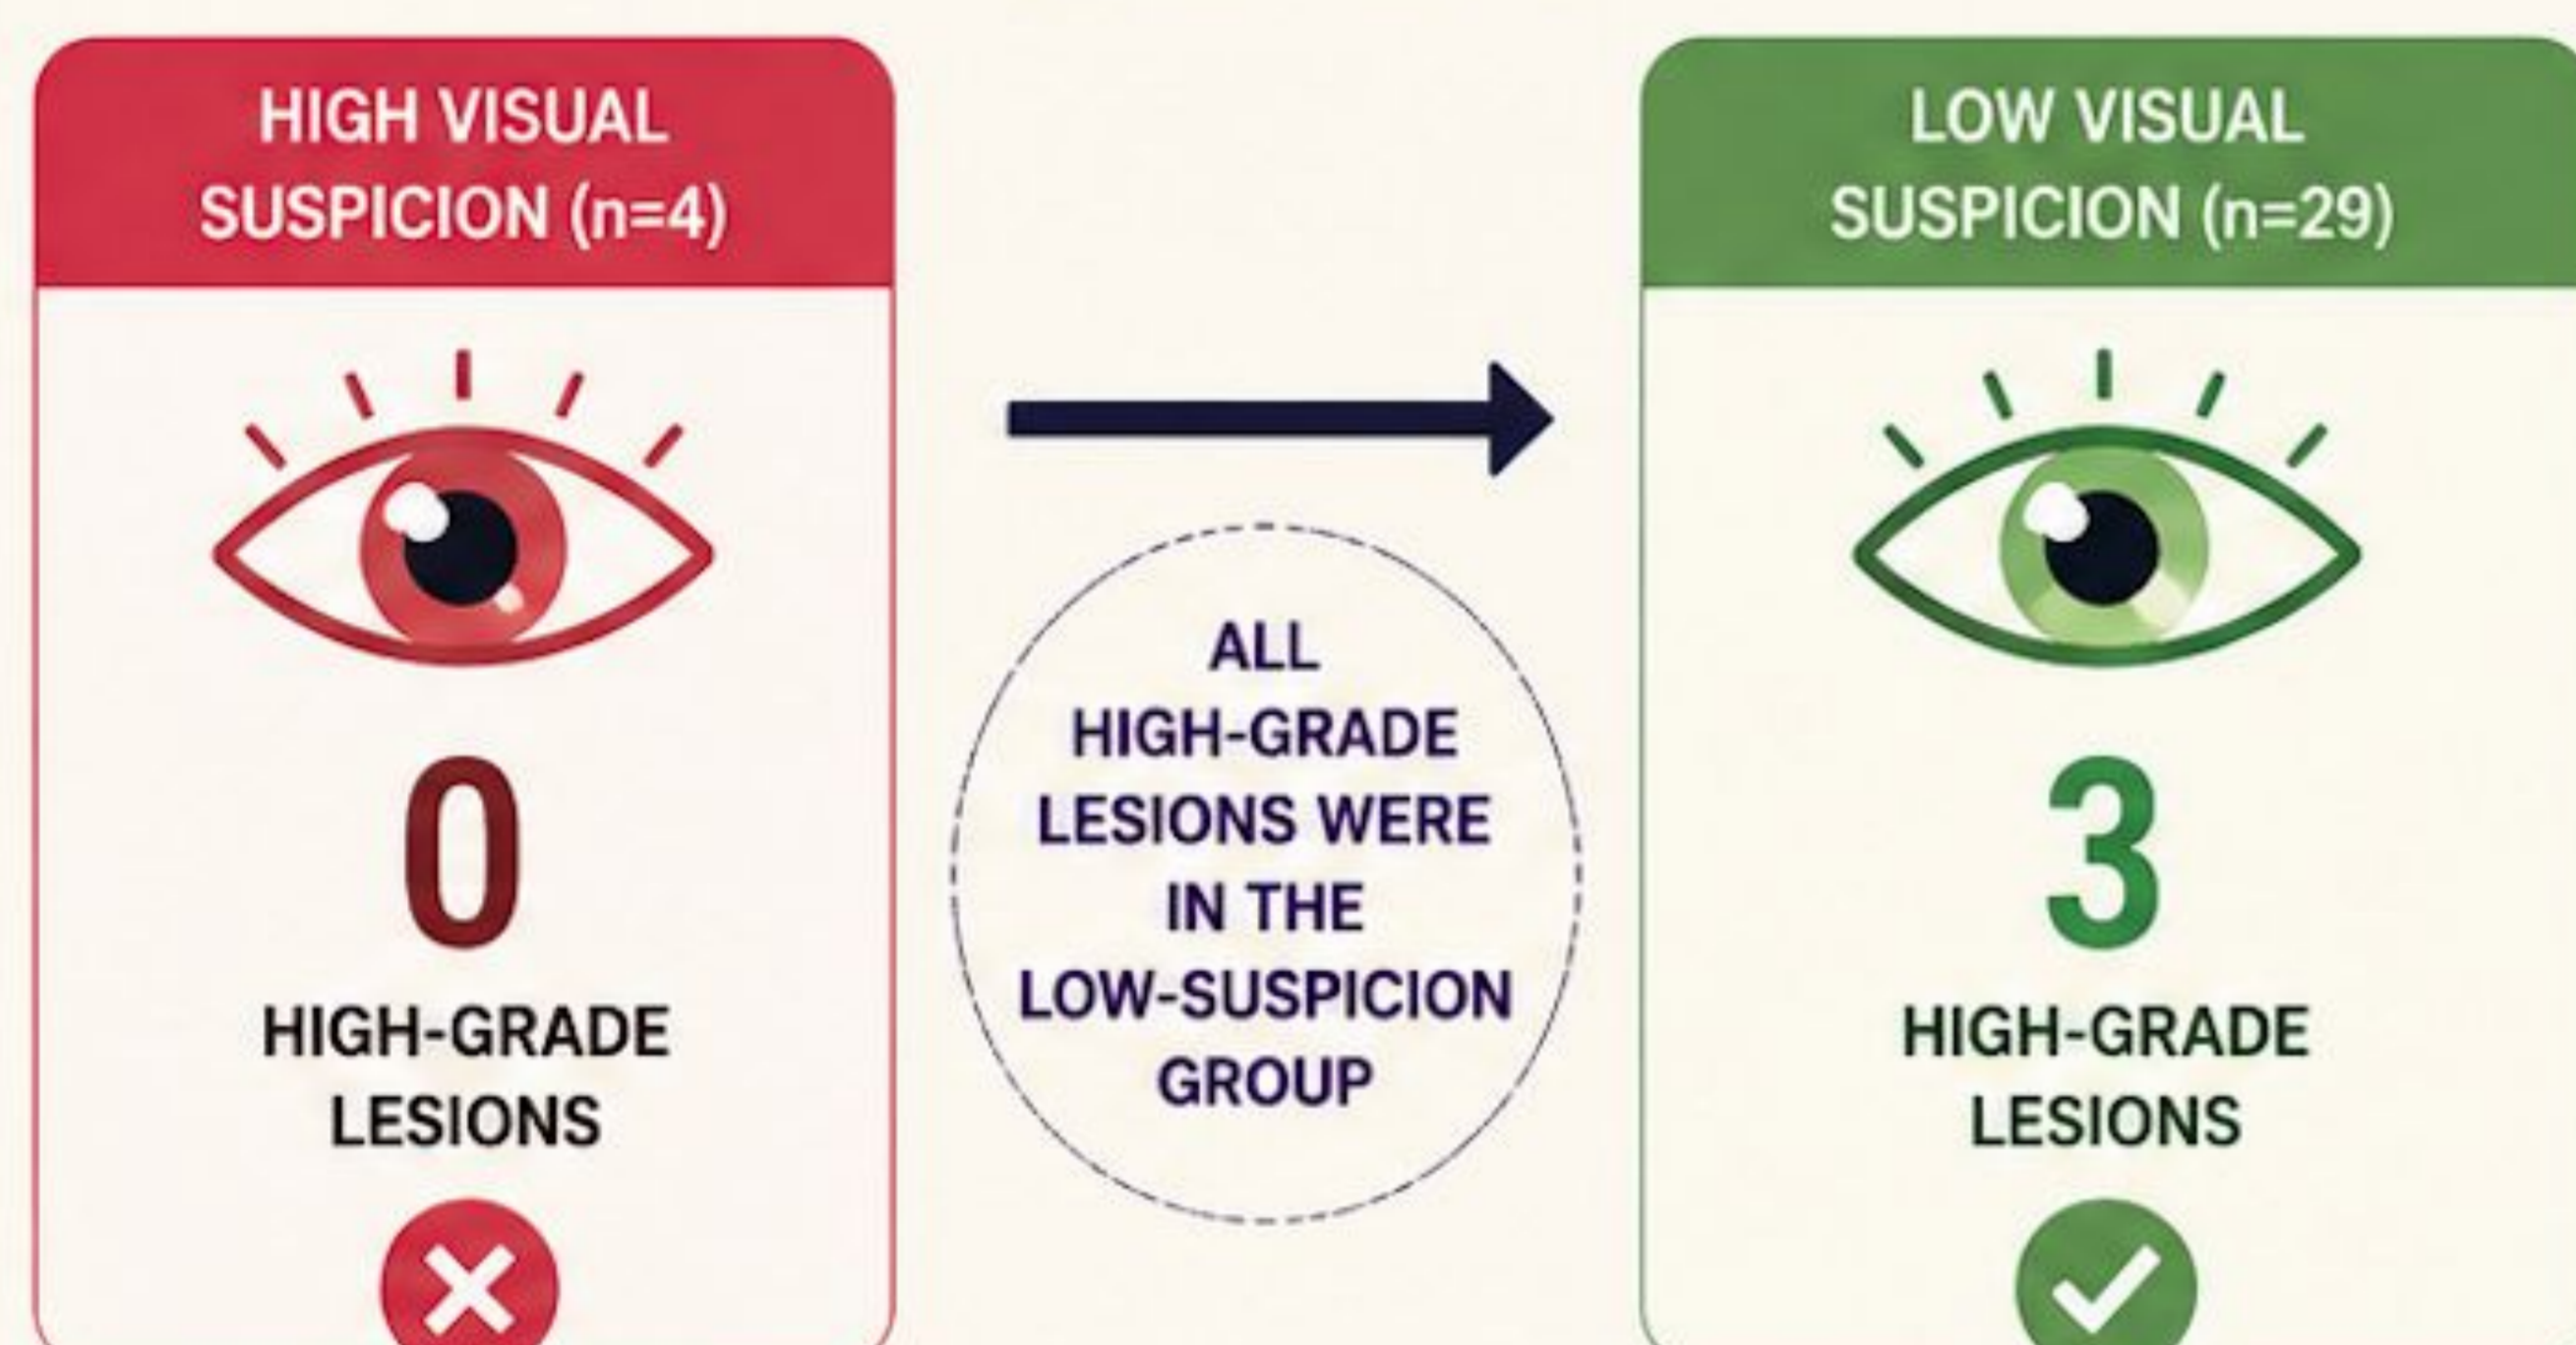 HIGH VISUAL
SUSPICION (n=4)
0
HIGH-GRADE
LESIONS
ALL
HIGH-GRADE
LESIONS WERE
IN THE
LOW-SUSPICION
GROUP
LOW VISUAL
SUSPICION (n=29)
3
HIGH-GRADE
LESIONS